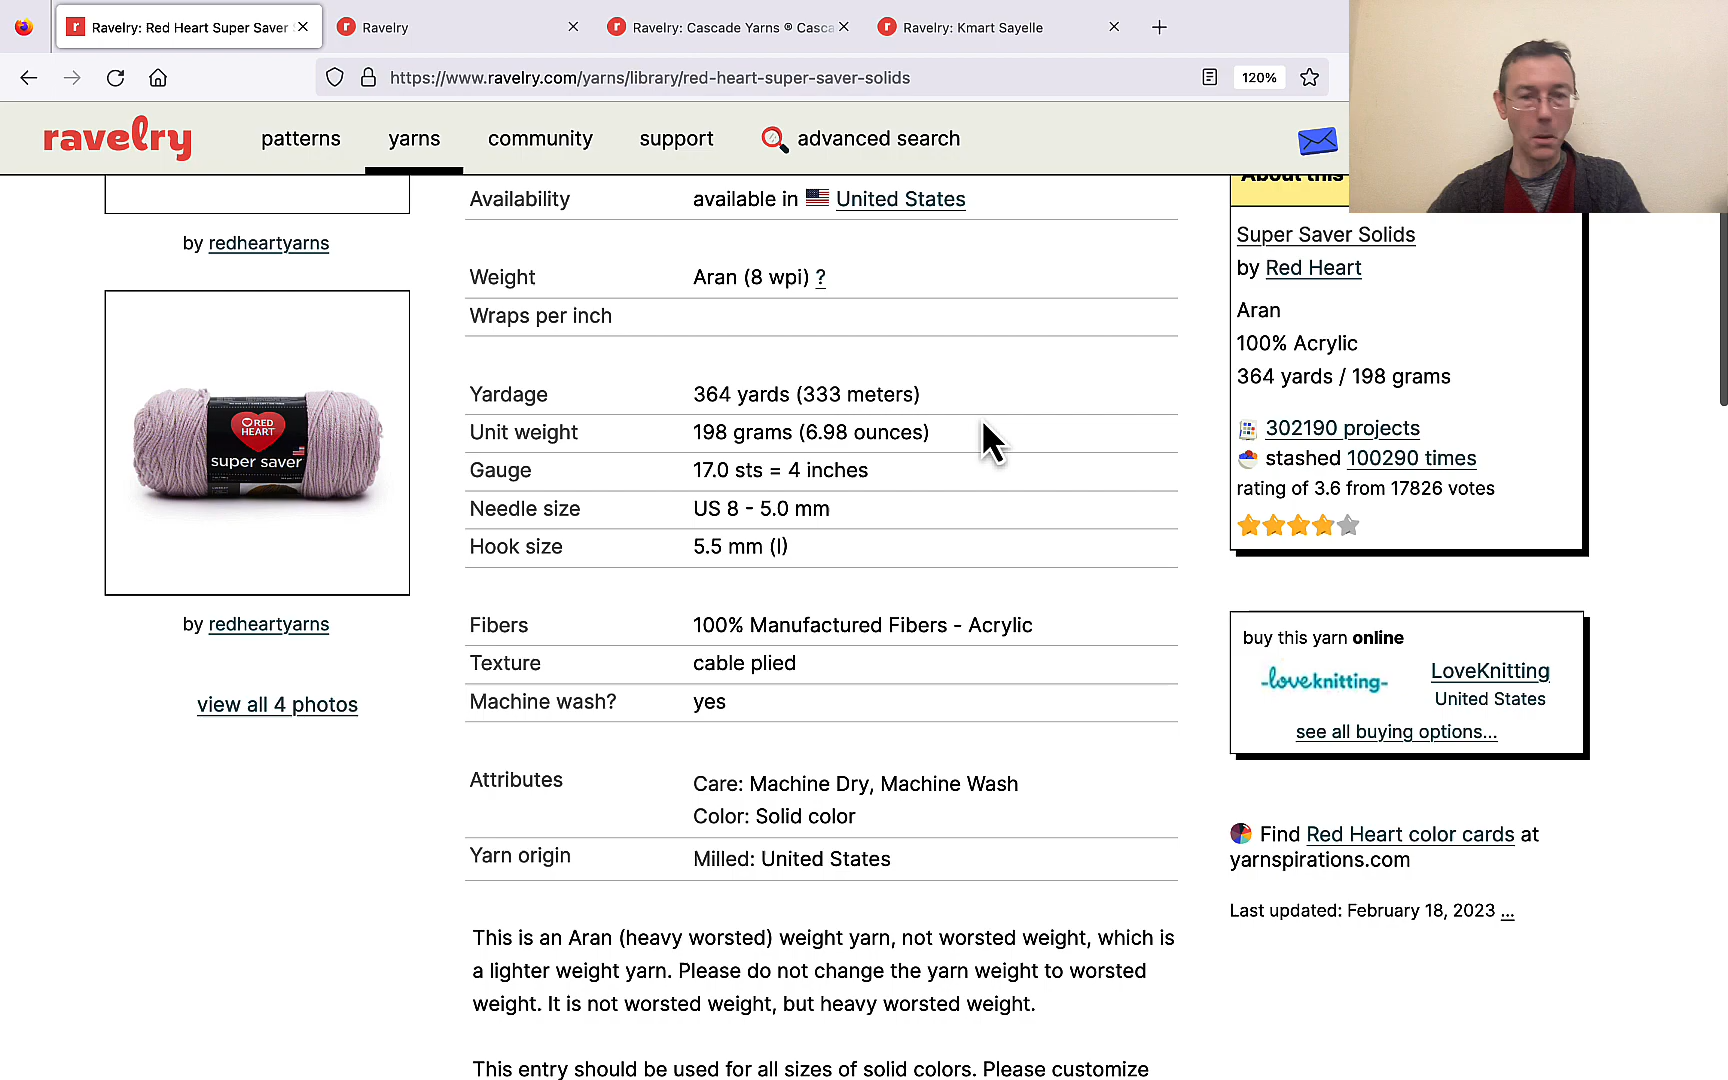 Ravelry: Red Heart Super Saver
Ravelry
Ravelry: Cascade Yarns ® Casca
Ravelry: Kmart Sayelle
https://www.ravelry.com/yarns/library/red-heart-super-saver-solids
120%
ravelry
patterns
yarns
community
support
advanced search
by redheartyarns
RED HEART
super saver
by redheartyarns
view all 4 photos
Availability available in United States
Weight Aran (8 wpi) ?
Wraps per inch
Yardage 364 yards (333 meters)
Unit weight 198 grams (6.98 ounces)
Gauge 17.0 sts = 4 inches
Needle size US 8 - 5.0 mm
Hook size 5.5 mm (I)
Fibers 100% Manufactured Fibers - Acrylic
Texture cable plied
Machine wash? yes
Attributes Care: Machine Dry, Machine Wash
Color: Solid color
Yarn origin Milled: United States
This is an Aran (heavy worsted) weight yarn, not worsted weight, which is
a lighter weight yarn. Please do not change the yarn weight to worsted
weight. It is not worsted weight, but heavy worsted weight.
This entry should be used for all sizes of solid colors. Please customize
About this
Super Saver Solids
by Red Heart
Aran
100% Acrylic
364 yards / 198 grams
302190 projects
stashed 100290 times
rating of 3.6 from 17826 votes
buy this yarn online
-loveknitting-
LoveKnitting
United States
see all buying options...
Find Red Heart color cards at
yarnspirations.com
Last updated: February 18, 2023 ...